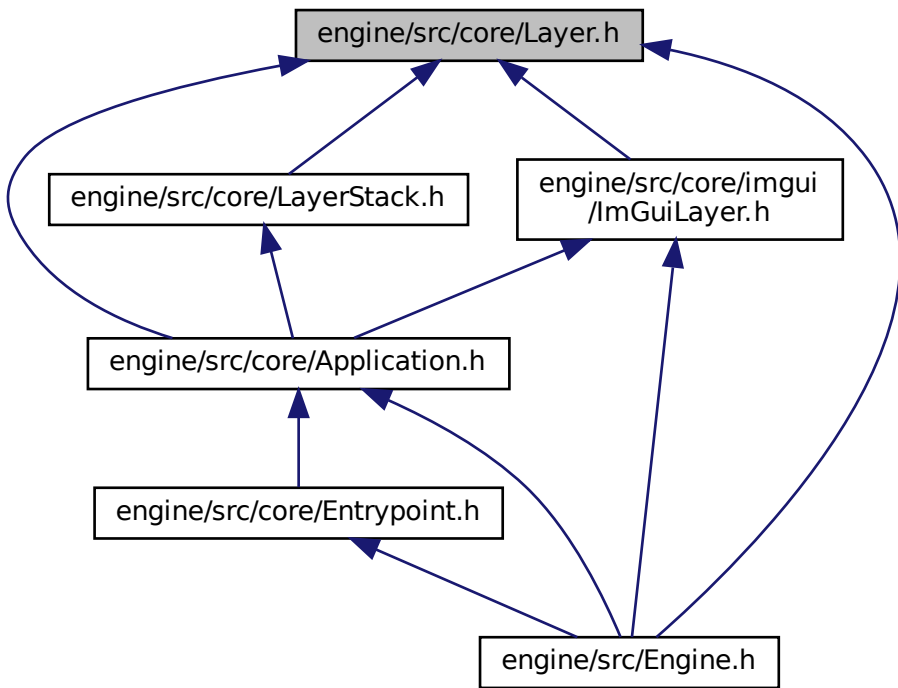 engine/src/core/Layer.h
engine/src/core/LayerStack.h
engine/src/core/imgui
/ImGuiLayer.h
engine/src/core/Application.h
engine/src/core/Entrypoint.h
engine/src/Engine.h